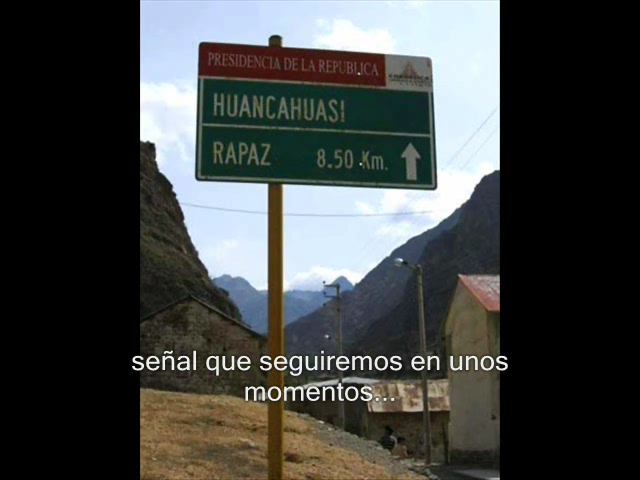 PRESIDENCIA DE LA REPUBLICA
HUANCAHUASI
RAPAZ 8.50 Km.
señal que seguiremos en unos
momentos...